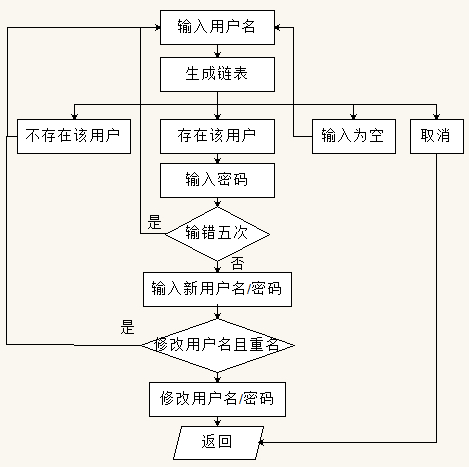 输入用户名
生成链表
不存在该用户
存在该用户
输入为空
取消
输入密码
是
输错五次
否
输入新用户名/密码
是
修改用户名且重名
修改用户名/密码
返回